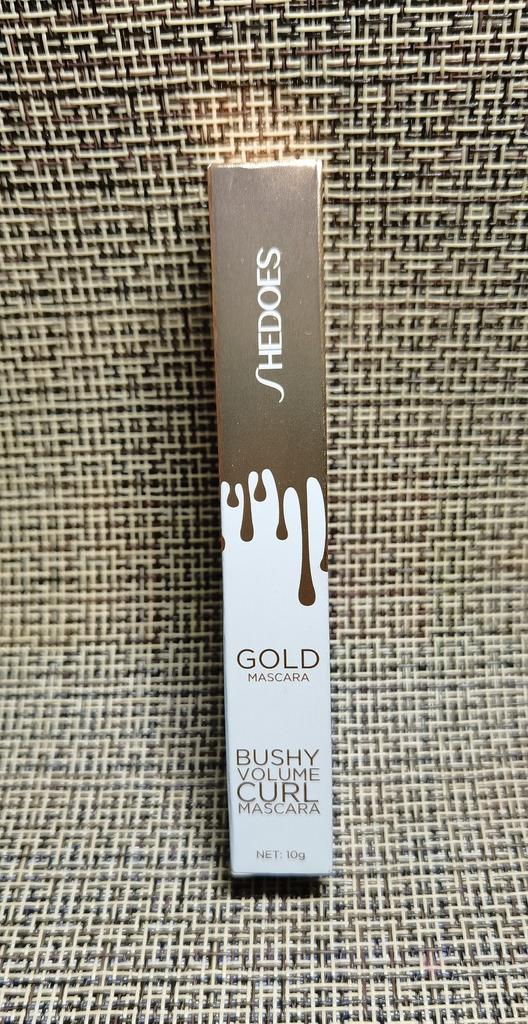 SHEDOES
GOLD
MASCARA
BUSHY
VOLUME
CURL
MASCARA
NET: 10g